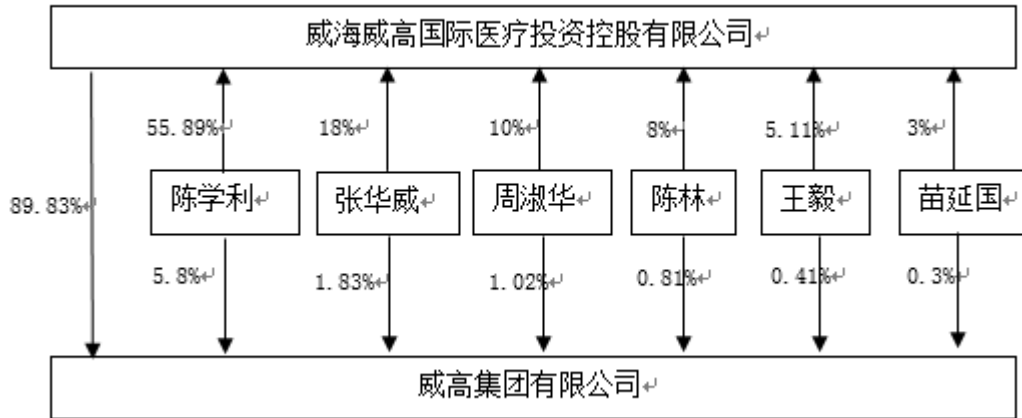 威海威高国际医疗投资控股有限公司
55.89% 18% 10% 8% 5.11% 3%
89.83% 陈学利 张华威 周淑华 陈林 王毅 苗延国
5.8% 1.83% 1.02% 0.81% 0.41% 0.3%
威高集团有限公司